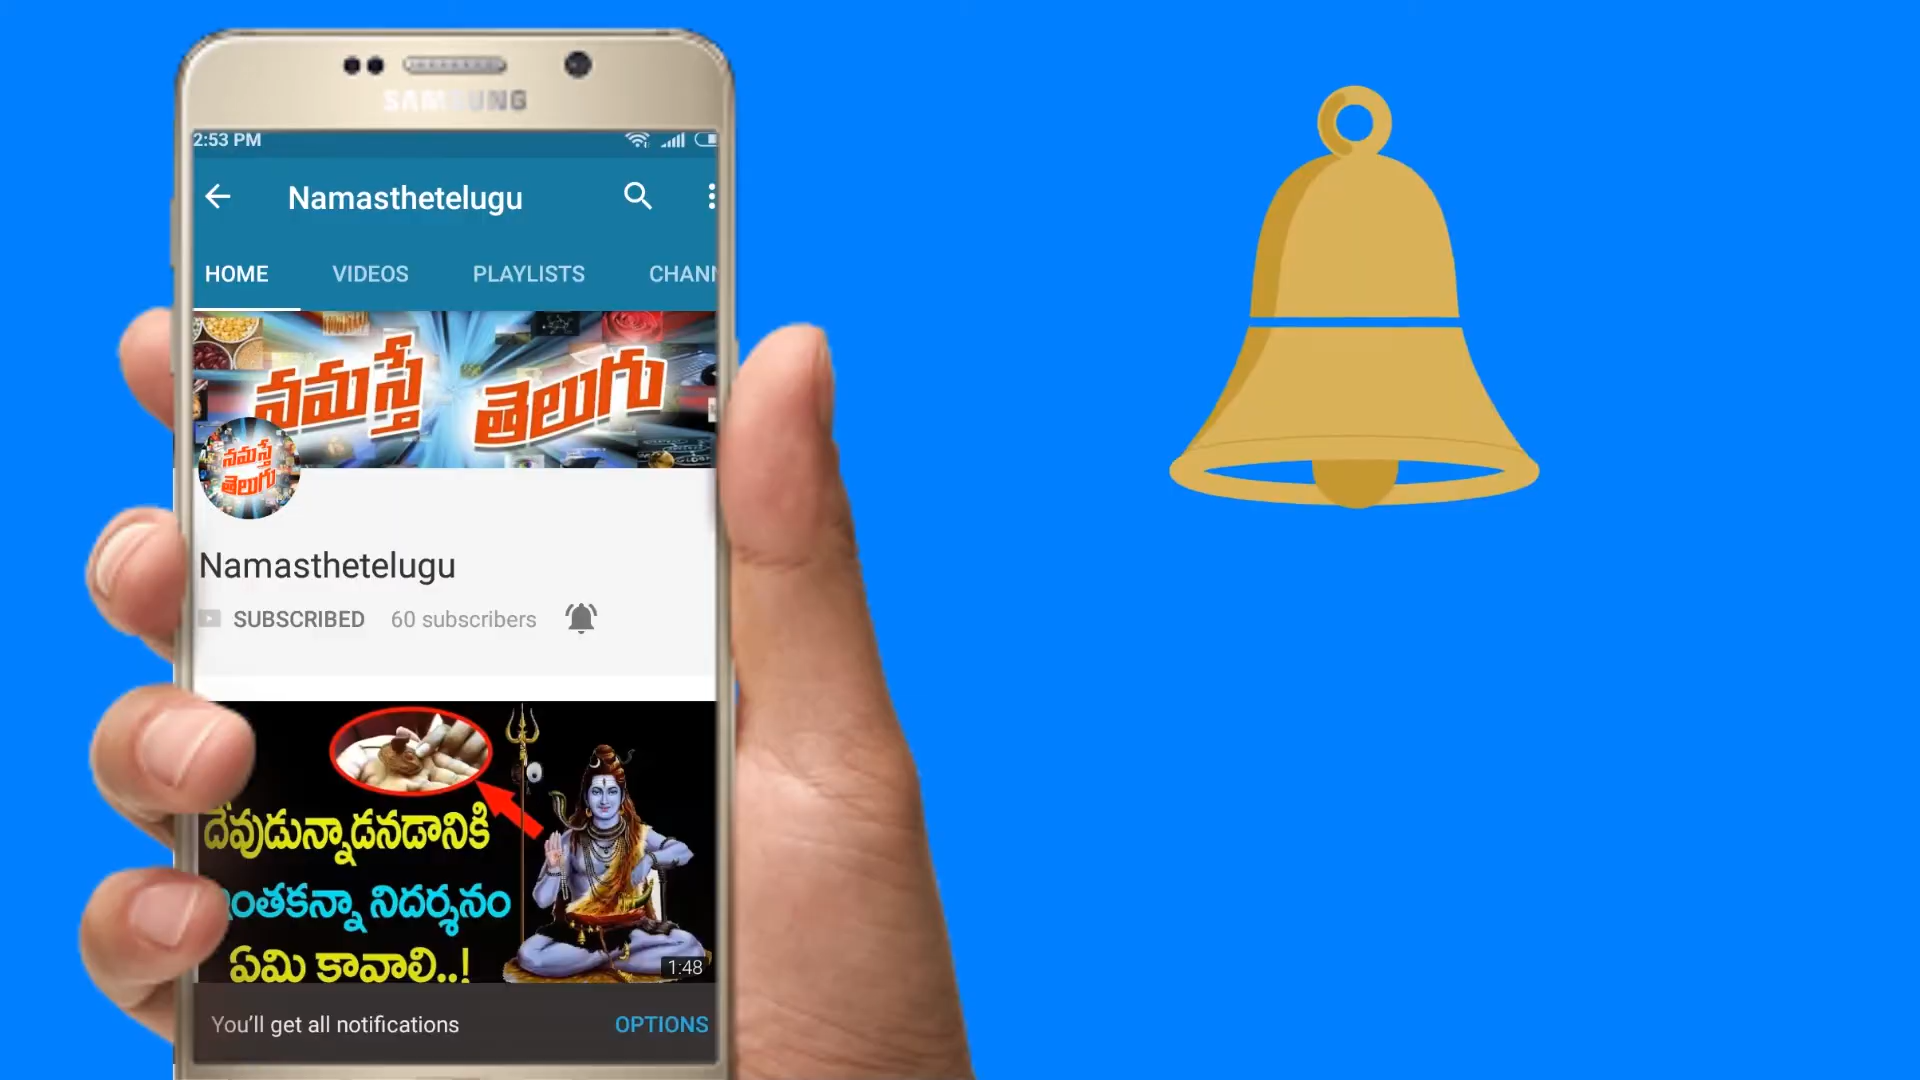 SAMSUNG
2:53 PM
Namasthetelugu
HOME VIDEOS PLAYLISTS CHANN
నమస్తే తెలుగు
నమస్తే
తెలుగు
Namasthetelugu
SUBSCRIBED 60 subscribers
దేవుడున్నాడనడానికి
ఇంతకన్నా నిదర్శనం
ఏమి కావాలి..!
1:48
You'll get all notifications OPTIONS